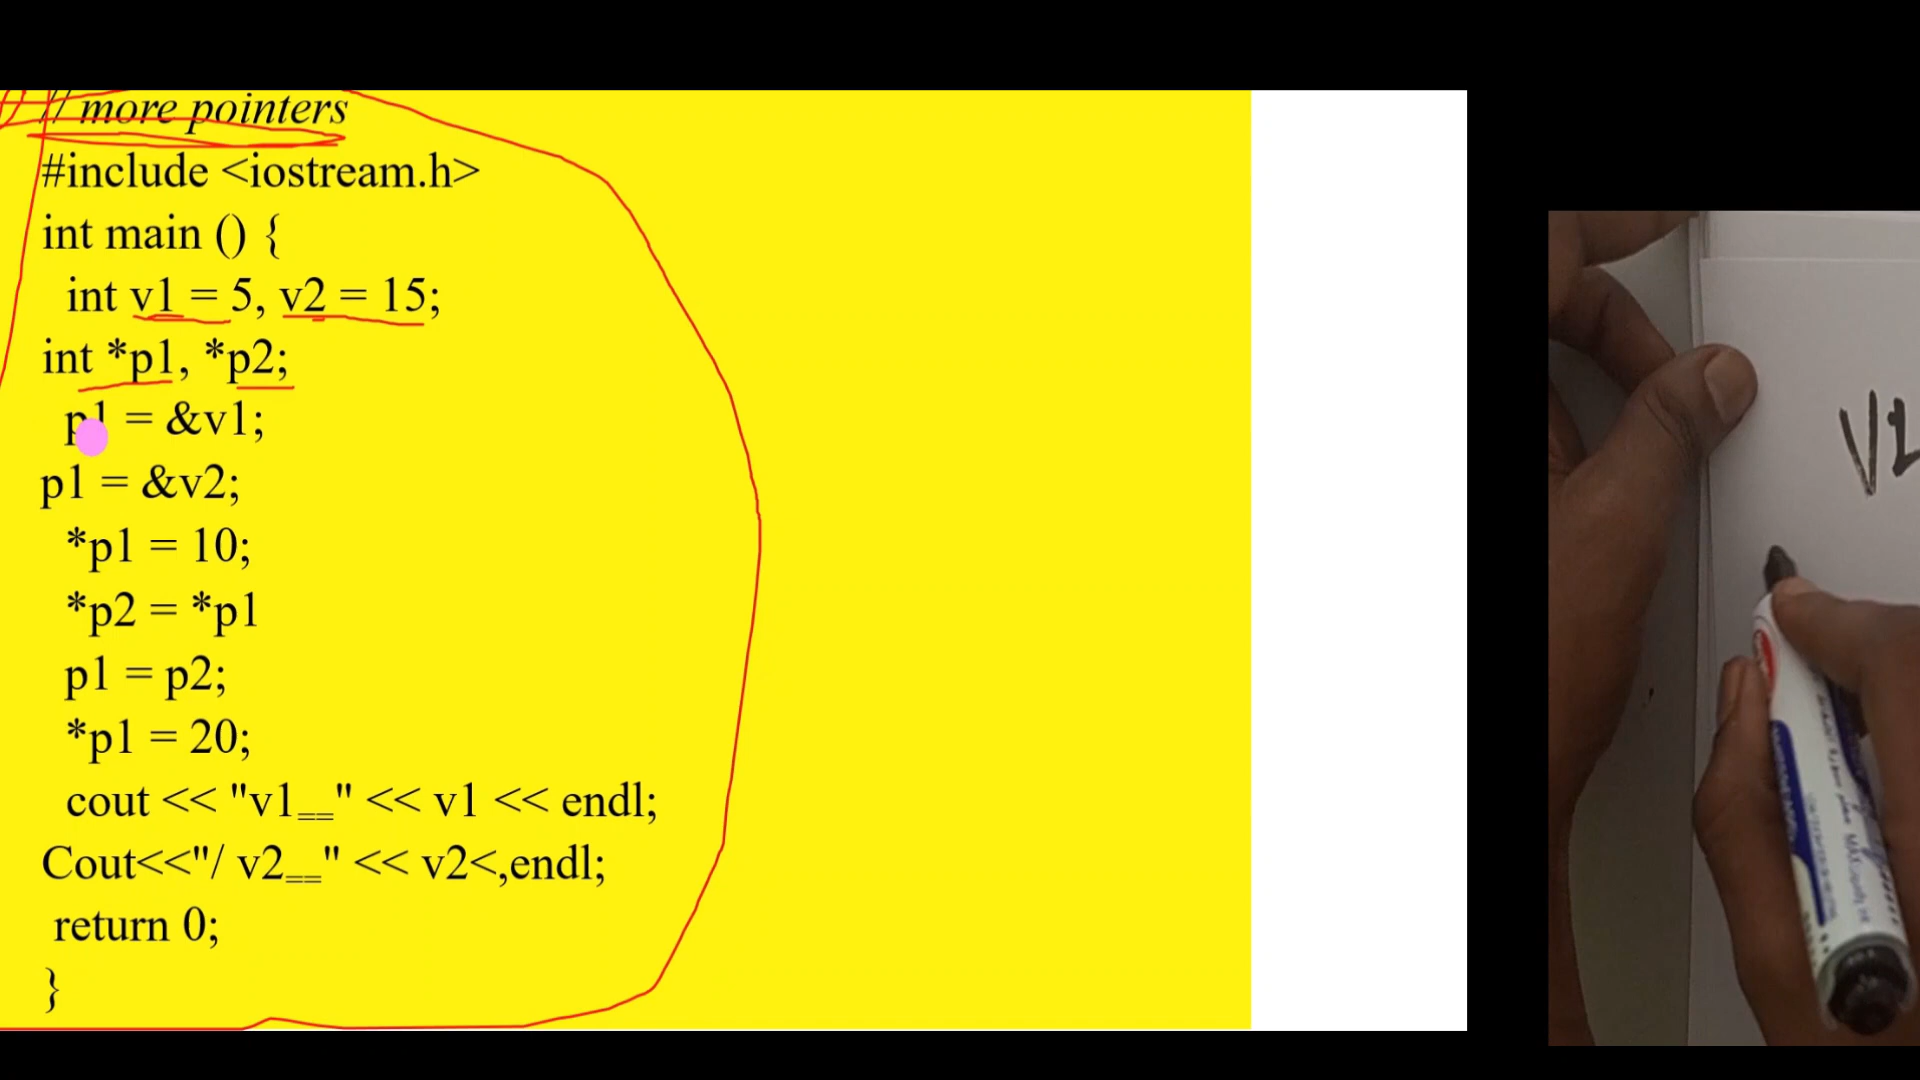 // more pointers
#include <iostream.h>
int main () {
int v1 = 5, v2 = 15;
int *p1, *p2;
p1 = &v1;
p1 = &v2;
*p1 = 10;
*p2 = *p1
p1 = p2;
*p1 = 20;
cout << "v1__" << v1 << endl;
Cout<<"/ v2__" << v2<,endl;
return 0;
}